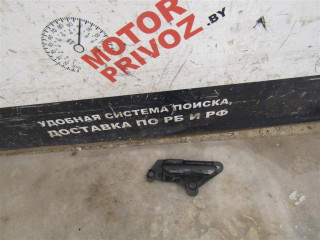 MOTOR
PRIVOZ.BY
УДОБНАЯ СИСТЕМА ПОИСКА,
ДОСТАВКА ПО РБ И РФ